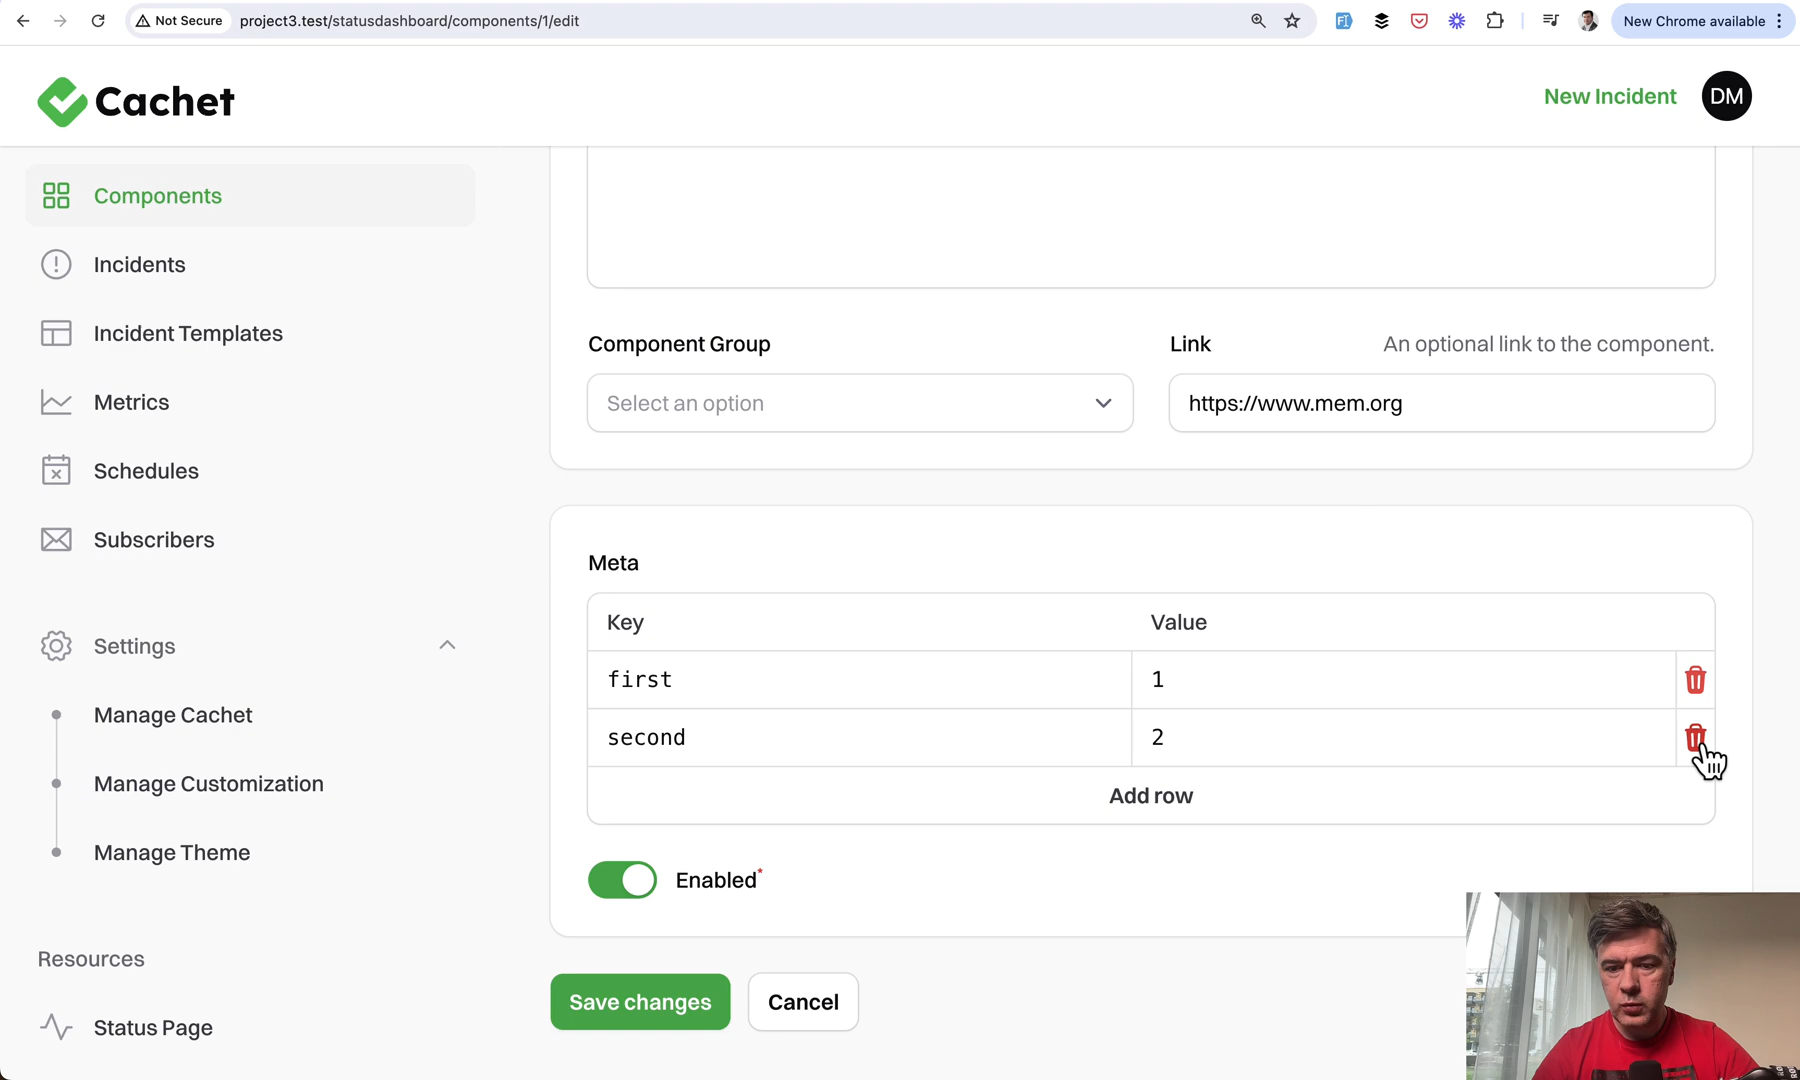 Not Secure
project3.test/statusdashboard/components/1/edit
New Chrome available
Cachet
New Incident
DM
Components
Incidents
Incident Templates
Metrics
Schedules
Subscribers
Settings
Manage Cachet
Manage Customization
Manage Theme
Resources
Status Page
Component Group
Link
An optional link to the component.
Select an option
https://www.mem.org
Meta
Key
Value
first
1
second
2
Add row
Enabled*
Save changes
Cancel